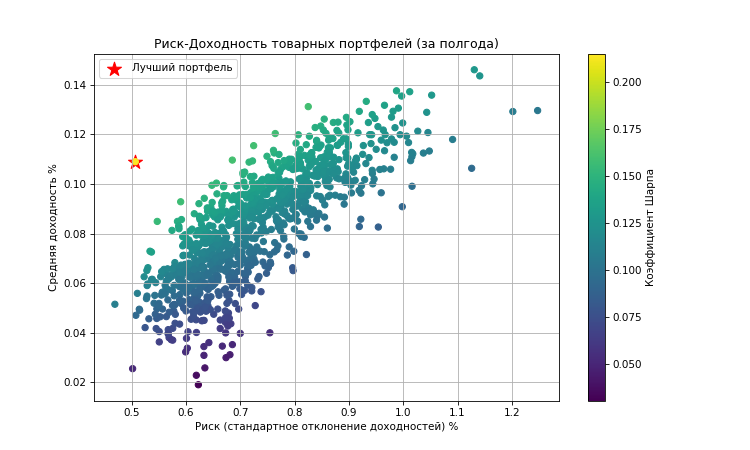 Риск-Доходность товарных портфелей (за полгода)
Лучший портфель
Средняя доходность %
0.14
0.12
0.10
0.08
0.06
0.04
0.02
0.5 0.6 0.7 0.8 0.9 1.0 1.1 1.2
Риск (стандартное отклонение доходностей) %
0.200
0.175
0.150
0.125
0.100
0.075
0.050
Коэффициент Шарпа